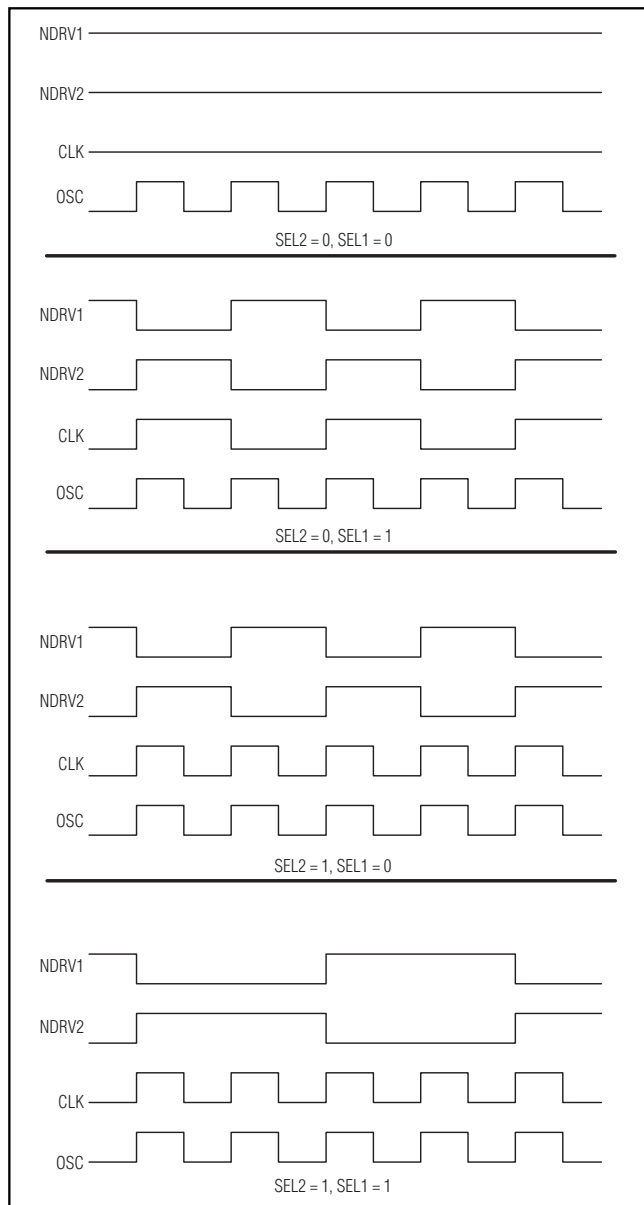 NDRV1
NDRV2
CLK
OSC
SEL2 = 0, SEL1 = 0
NDRV1
NDRV2
CLK
OSC
SEL2 = 0, SEL1 = 1
NDRV1
NDRV2
CLK
OSC
SEL2 = 1, SEL1 = 0
NDRV1
NDRV2
CLK
OSC
SEL2 = 1, SEL1 = 1